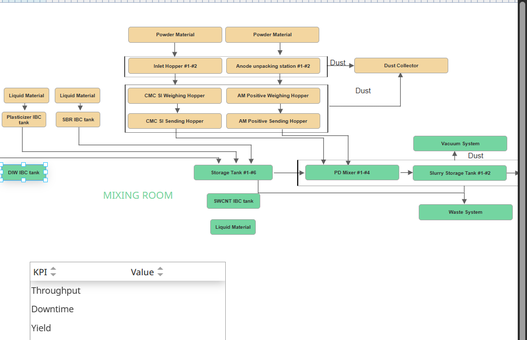 Powder Material
Powder Material
Inlet Hopper #1-#2
Anode unpacking station #1-#2
Dust
Dust Collector
CMC SI Weighing Hopper
AM Positive Weighing Hopper
Dust
Liquid Material
Liquid Material
Plasticizer IBC
tank
SBR IBC tank
CMC SI Sending Hopper
AM Positive Sending Hopper
Vacuum System
Dust
DIW IBC tank
Storage Tank #1-#6
PD Mixer #1-#4
Slurry Storage Tank #1-#2
MIXING ROOM
SWCNT IBC tank
Waste System
Liquid Material
KPI
Value
Throughput
Downtime
Yield